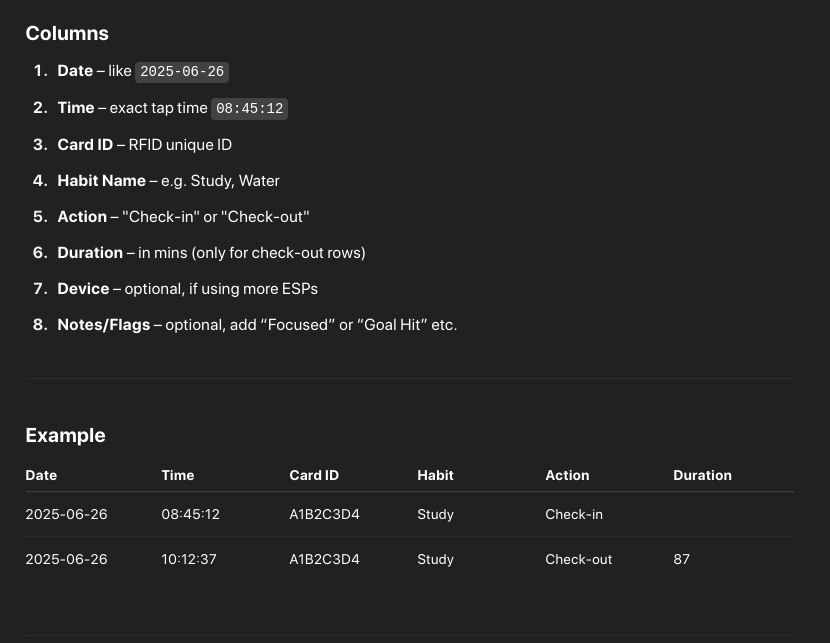 Columns
1. Date – like 2025-06-26
2. Time – exact tap time 08:45:12
3. Card ID – RFID unique ID
4. Habit Name – e.g. Study, Water
5. Action – "Check-in" or "Check-out"
6. Duration – in mins (only for check-out rows)
7. Device – optional, if using more ESPs
8. Notes/Flags – optional, add “Focused” or “Goal Hit” etc.
Example
Date Time Card ID Habit Action Duration
2025-06-26 08:45:12 A1B2C3D4 Study Check-in
2025-06-26 10:12:37 A1B2C3D4 Study Check-out 87